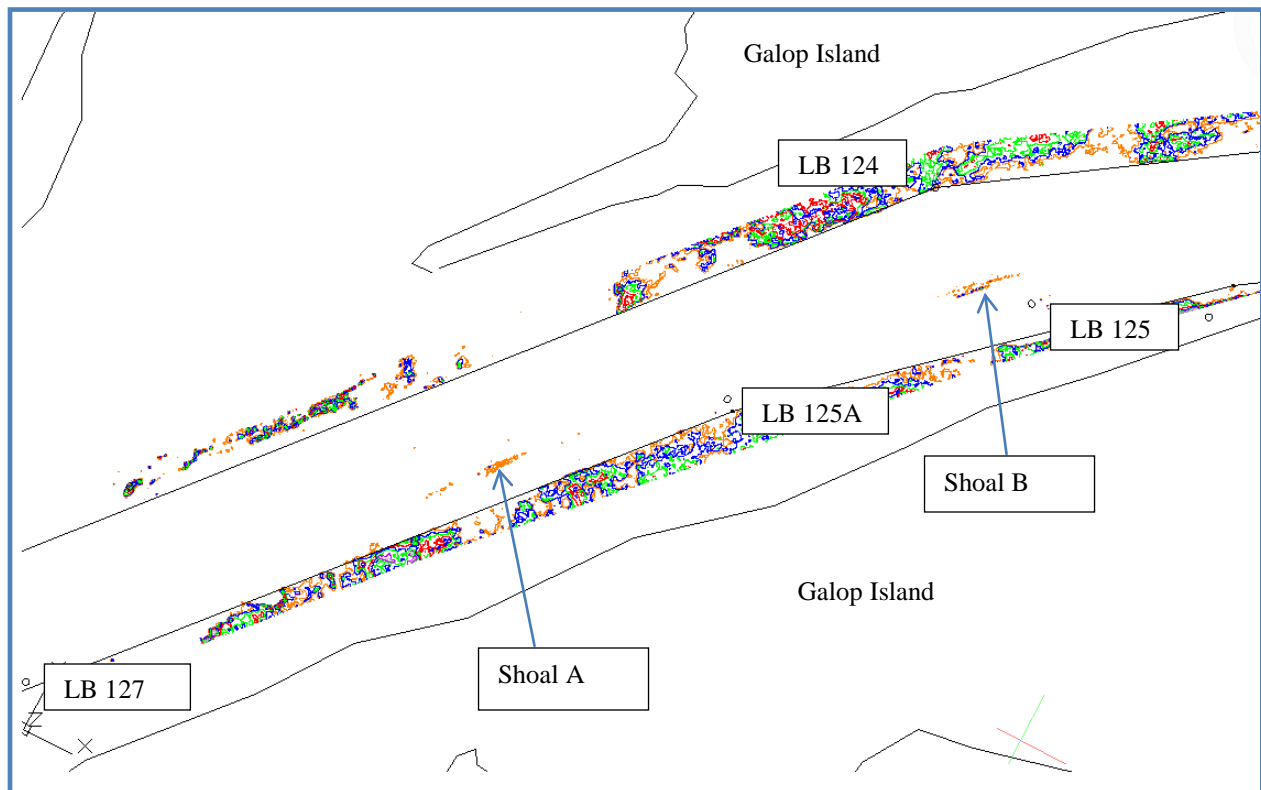 Galop Island
LB 124
LB 125
LB 125A
Shoal B
Galop Island
Shoal A
LB 127
Z
X